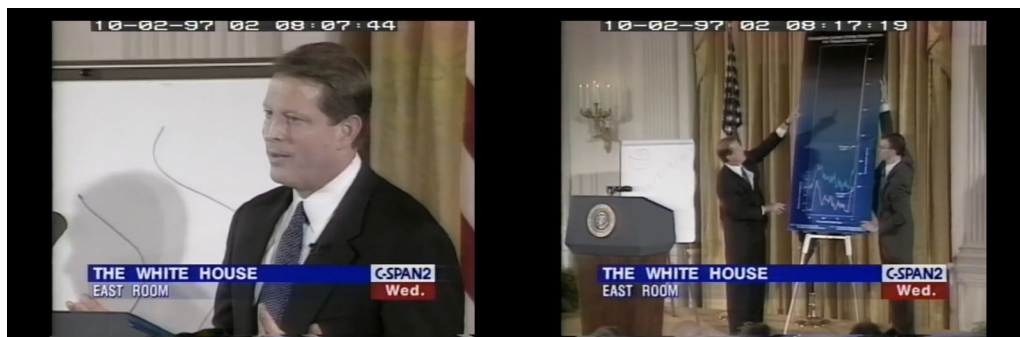 10-02-97 02 08:07:44
THE WHITE HOUSE
EAST ROOM
C-SPAN2
Wed.
10-02-97 02 08:17:19
THE WHITE HOUSE
EAST ROOM
C-SPAN2
Wed.